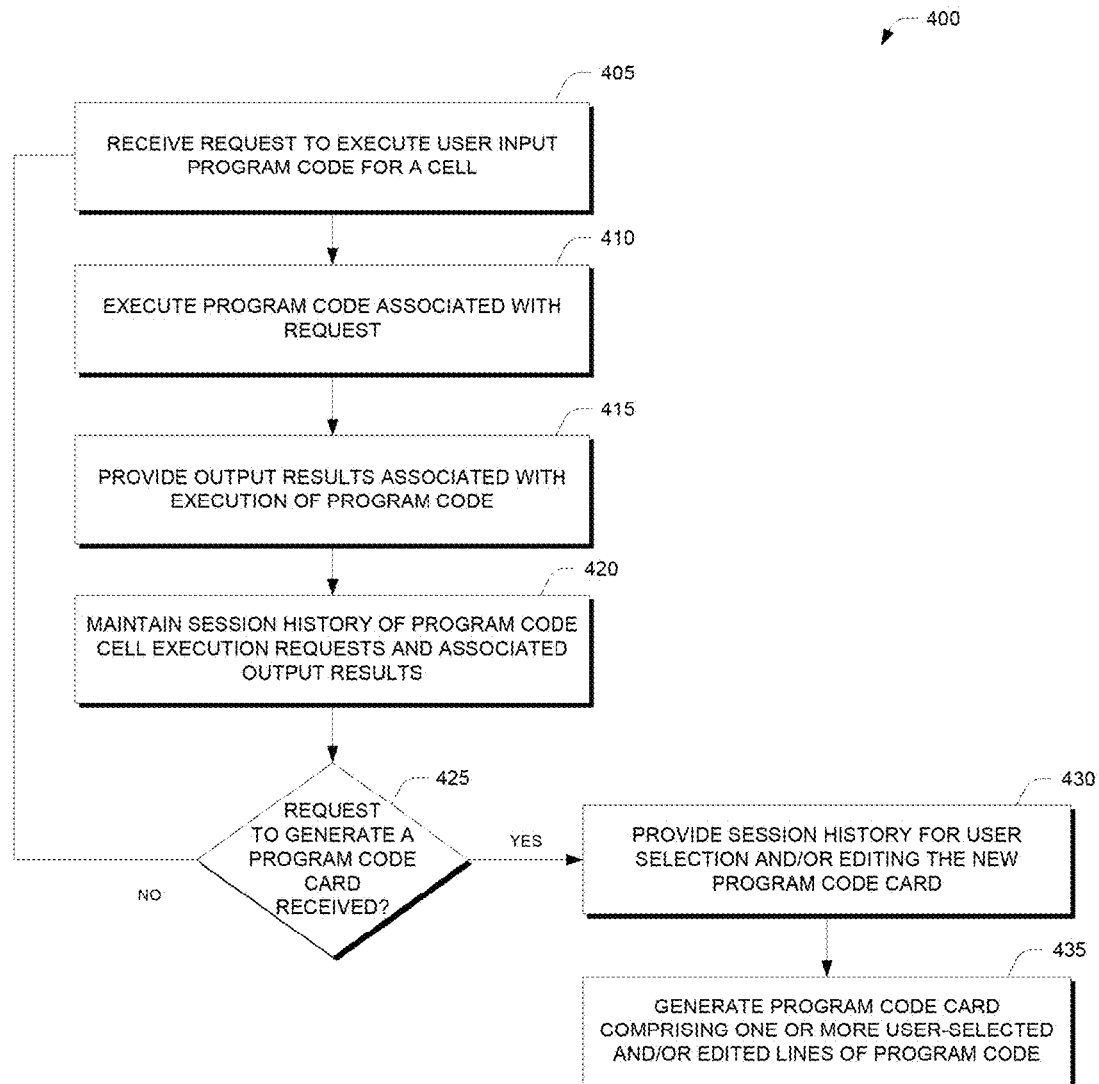 400
405
RECEIVE REQUEST TO EXECUTE USER INPUT
PROGRAM CODE FOR A CELL
410
EXECUTE PROGRAM CODE ASSOCIATED WITH
REQUEST
415
PROVIDE OUTPUT RESULTS ASSOCIATED WITH
EXECUTION OF PROGRAM CODE
420
MAINTAIN SESSION HISTORY OF PROGRAM CODE
CELL EXECUTION REQUESTS AND ASSOCIATED
OUTPUT RESULTS
425
REQUEST
TO GENERATE A
PROGRAM CODE
CARD
RECEIVED?
NO
YES
430
PROVIDE SESSION HISTORY FOR USER
SELECTION AND/OR EDITING THE NEW
PROGRAM CODE CARD
435
GENERATE PROGRAM CODE CARD
COMPRISING ONE OR MORE USER-SELECTED
AND/OR EDITED LINES OF PROGRAM CODE